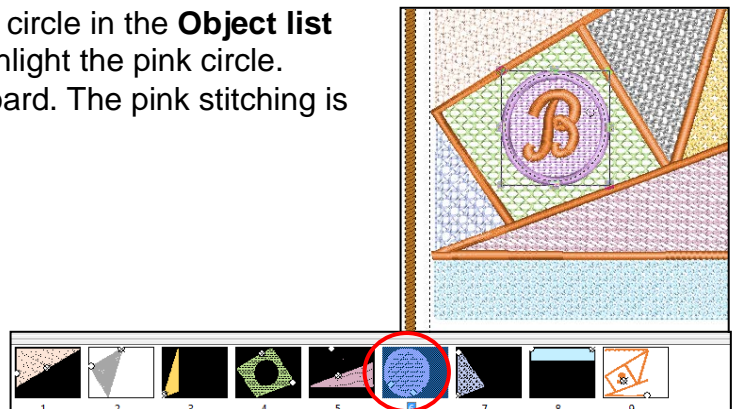 circle in the Object list
hlight the pink circle.
oard. The pink stitching is
B
1 2 3 4 5 6 7 8 9